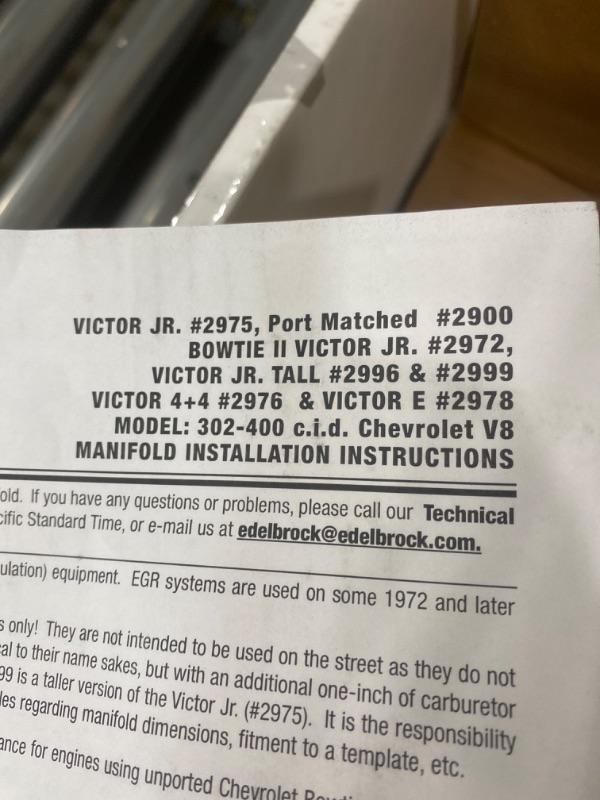 VICTOR JR. #2975, Port Matched #2900
BOWTIE II VICTOR JR. #2972,
VICTOR JR. TALL #2996 & #2999
VICTOR 4+4 #2976 & VICTOR E #2978
MODEL: 302-400 c.i.d. Chevrolet V8
MANIFOLD INSTALLATION INSTRUCTIONS
old. If you have any questions or problems, please call our Technical
cific Standard Time, or e-mail us at edelbrock@edelbrock.com.
ulation) equipment. EGR systems are used on some 1972 and later
s only! They are not intended to be used on the street as they do not
al to their name sakes, but with an additional one-inch of carburetor
99 is a taller version of the Victor Jr. (#2975). It is the responsibility
les regarding manifold dimensions, fitment to a template, etc.
ance for engines using unported Chevrolet